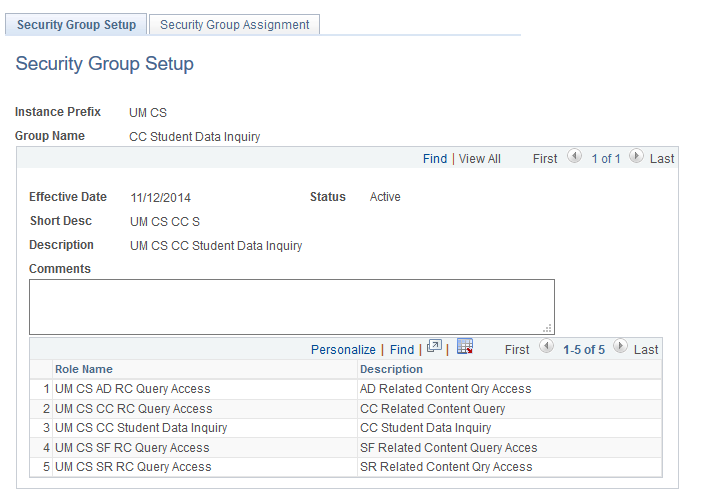 Security Group Setup Security Group Assignment
Security Group Setup
Instance Prefix UM CS
Group Name CC Student Data Inquiry
Find | View All First 1 of 1 Last
Effective Date 11/12/2014 Status Active
Short Desc UM CS CC S
Description UM CS CC Student Data Inquiry
Comments
Personalize | Find | | First 1-5 of 5 Last
Role Name Description
1 UM CS AD RC Query Access AD Related Content Qry Access
2 UM CS CC RC Query Access CC Related Content Query
3 UM CS CC Student Data Inquiry CC Student Data Inquiry
4 UM CS SF RC Query Access SF Related Content Query Acces
5 UM CS SR RC Query Access SR Related Content Qry Access